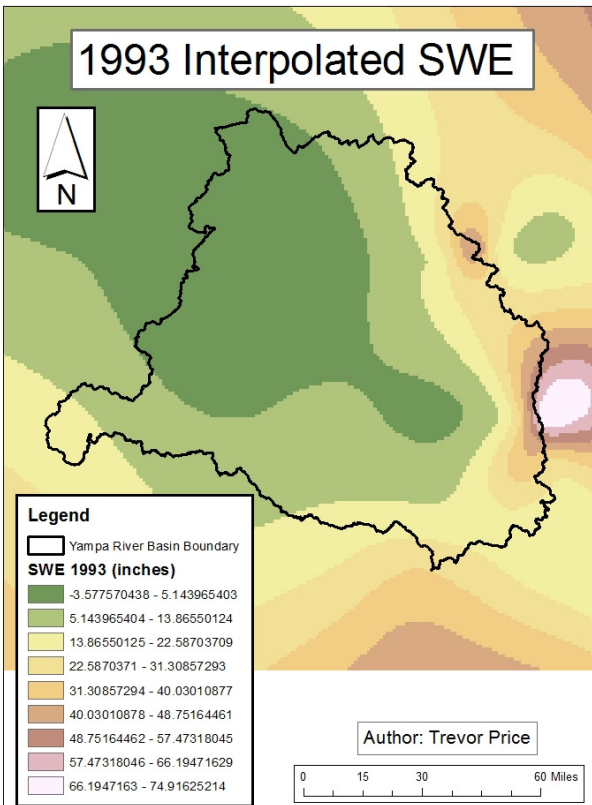 1993 Interpolated SWE
N
Legend
Yampa River Basin Boundary
SWE 1993 (inches)
-3.577570438 - 5.143965403
5.143965404 - 13.86550124
13.86550125 - 22.58703709
22.5870371 - 31.30857293
31.30857294 - 40.03010877
40.03010878 - 48.75164461
48.75164462 - 57.47318045
57.47318046 - 66.19471629
66.1947163 - 74.91625214
Author: Trevor Price
0 15 30 60 Miles